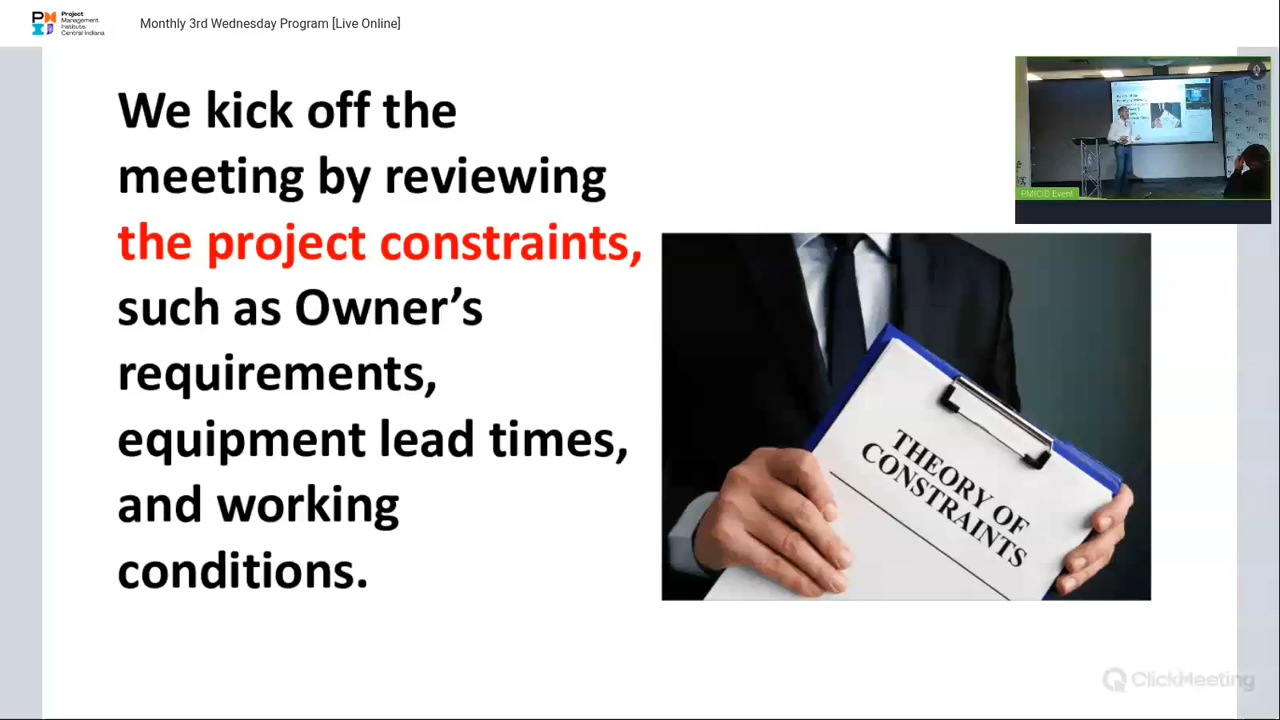 Project
Management
Institute.
Central Indiana
Monthly 3rd Wednesday Program [Live Online]
We kick off the
meeting by reviewing
the project constraints,
such as Owner’s
requirements,
equipment lead times,
and working
conditions.
PMICIC Event
THEORY OF
CONSTRAINTS
ClickMeeting